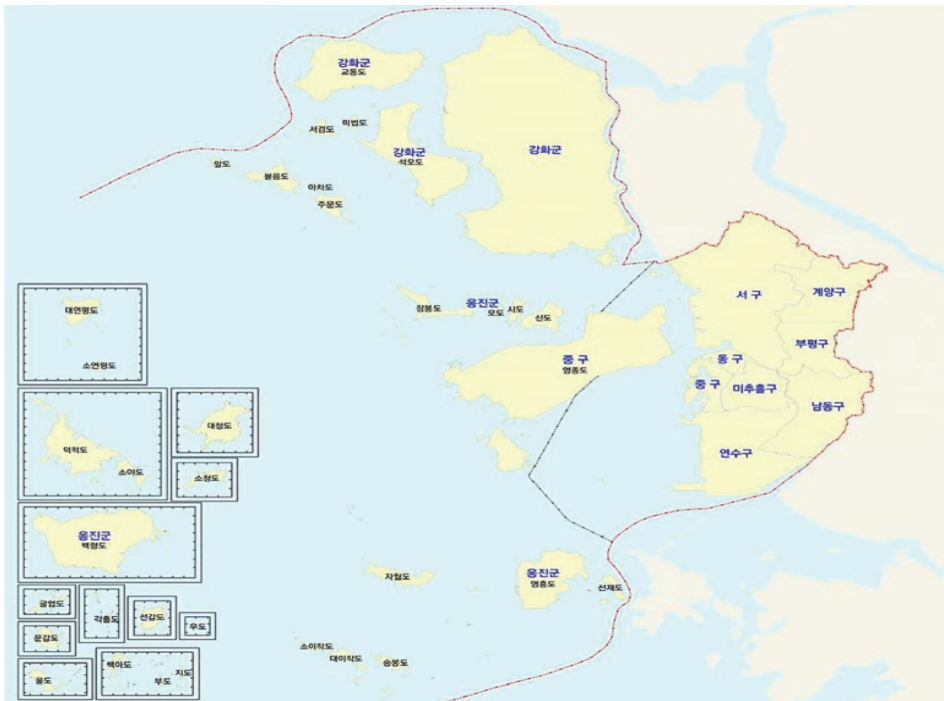 강화군
교동도
서검도
미법도
강화군
석모도
강화군
말도
볼음도
아차도
주문도
서구
계양구
부평구
동구
중구
미추홀구
남동구
연수구
장봉도
옹진군
모도
시도
신도
중구
영종도
대연평도
소연평도
덕적도
소야도
대청도
소청도
옹진군
백령도
굴업도
각흘도
선갑도
우도
문갑도
울도
백아도
부도
지도
자월도
옹진군
영흥도
선재도
소이작도
대이작도
승봉도